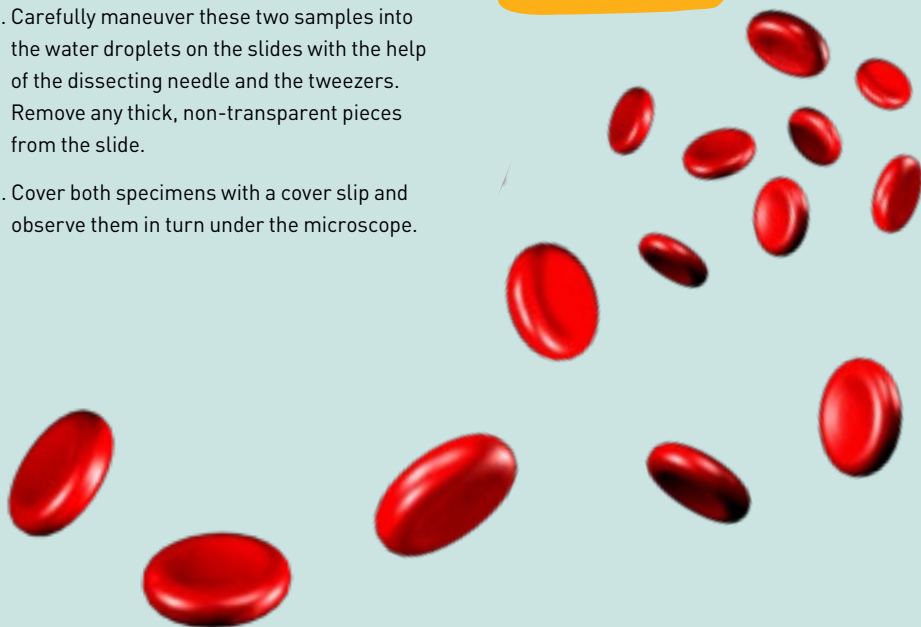 . Carefully maneuver these two samples into
the water droplets on the slides with the help
of the dissecting needle and the tweezers.
Remove any thick, non-transparent pieces
from the slide.
. Cover both specimens with a cover slip and
observe them in turn under the microscope.